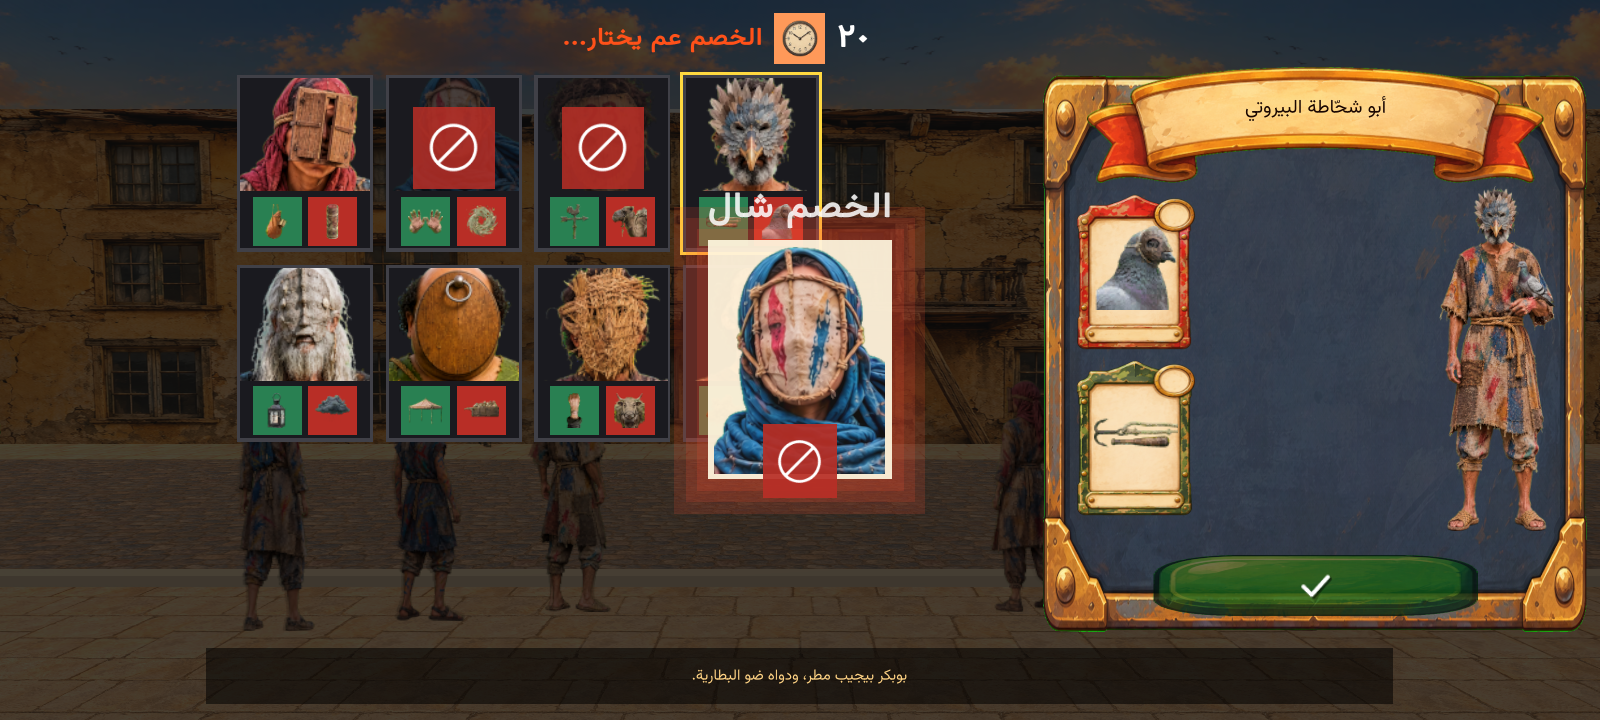 الخصم عم يختار...
٢٠
أبو شحّاطة البيروتي
الخصم شال
بوبكر بيجيب مطر، ودواه ضو البطارية.